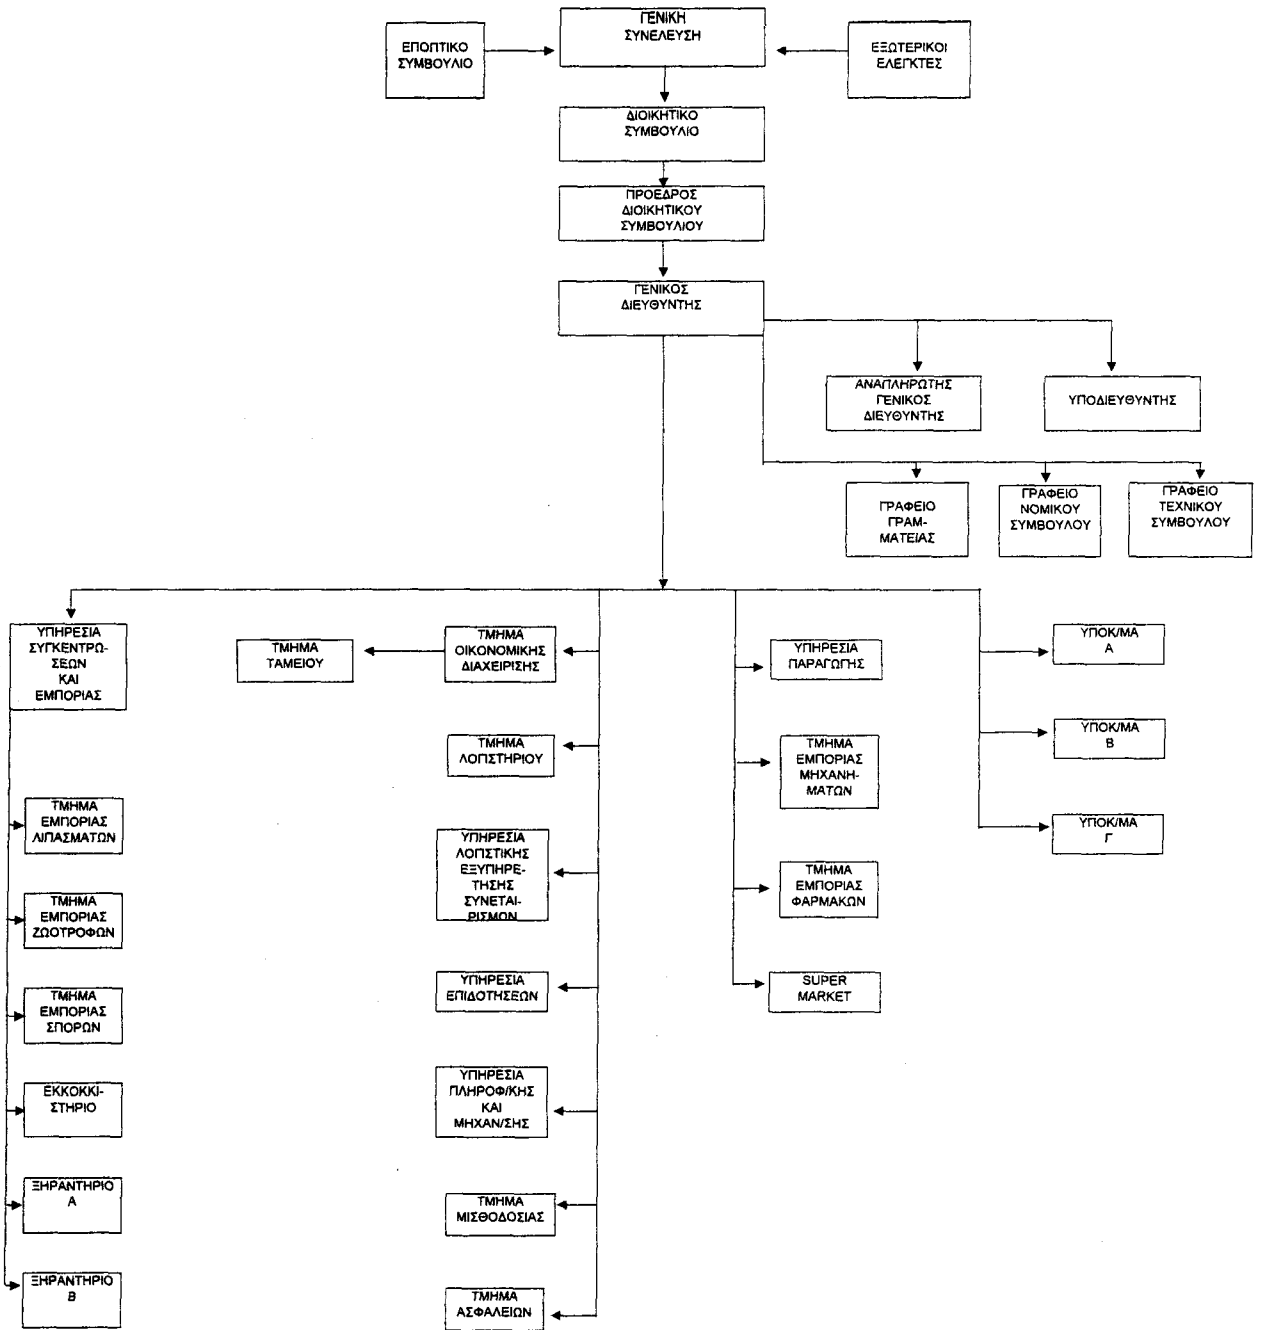 ΓΕΝΙΚΗ
ΣΥΝΕΛΕΥΣΗ
ΕΠΟΠΤΙΚΟ
ΣΥΜΒΟΥΛΙΟ
ΕΞΩΤΕΡΙΚΟΙ
ΕΛΕΓΚΤΕΣ
ΔΙΟΙΚΗΤΙΚΟ
ΣΥΜΒΟΥΛΙΟ
ΠΡΟΕΔΡΟΣ
ΔΙΟΙΚΗΤΙΚΟΥ
ΣΥΜΒΟΥΛΙΟΥ
ΓΕΝΙΚΟΣ
ΔΙΕΥΘΥΝΤΗΣ
ΑΝΑΠΛΗΡΩΤΗΣ
ΓΕΝΙΚΟΣ
ΔΙΕΥΘΥΝΤΗΣ
ΥΠΟΔΙΕΥΘΥΝΤΗΣ
ΓΡΑΦΕΙΟ
ΓΡΑΜ-
ΜΑΤΕΙΑΣ
ΓΡΑΦΕΙΟ
ΝΟΜΙΚΟΥ
ΣΥΜΒΟΥΛΟΥ
ΓΡΑΦΕΙΟ
ΤΕΧΝΙΚΟΥ
ΣΥΜΒΟΥΛΟΥ
ΥΠΗΡΕΣΙΑ
ΣΥΓΚΕΝΤΡΩ-
ΣΕΩΝ
ΚΑΙ
ΕΜΠΟΡΙΑΣ
ΤΜΗΜΑ
ΕΜΠΟΡΙΑΣ
ΛΙΠΑΣΜΑΤΩΝ
ΤΜΗΜΑ
ΕΜΠΟΡΙΑΣ
ΖΩΟΤΡΟΦΩΝ
ΤΜΗΜΑ
ΕΜΠΟΡΙΑΣ
ΣΠΟΡΩΝ
ΕΚΚΟΚΚΙ-
ΣΤΗΡΙΟ
ΞΗΡΑΝΤΗΡΙΟ
Α
ΞΗΡΑΝΤΗΡΙΟ
Β
ΤΜΗΜΑ
ΤΑΜΕΙΟΥ
ΤΜΗΜΑ
ΟΙΚΟΝΟΜΙΚΗΣ
ΔΙΑΧΕΙΡΙΣΗΣ
ΤΜΗΜΑ
ΛΟΓΙΣΤΗΡΙΟΥ
ΥΠΗΡΕΣΙΑ
ΛΟΓΙΣΤΙΚΗΣ
ΕΞΥΠΗΡΕ-
ΤΗΣΗΣ
ΣΥΝΕΤΑΙ-
ΡΙΣΜΩΝ
ΥΠΗΡΕΣΙΑ
ΕΠΙΔΟΤΗΣΕΩΝ
ΥΠΗΡΕΣΙΑ
ΠΛΗΡΟΦ/ΚΗΣ
ΚΑΙ
ΜΗΧΑΝ/ΣΗΣ
ΤΜΗΜΑ
ΜΙΣΘΟΔΟΣΙΑΣ
ΤΜΗΜΑ
ΑΣΦΑΛΕΙΩΝ
ΥΠΗΡΕΣΙΑ
ΠΑΡΑΓΩΓΗΣ
ΤΜΗΜΑ
ΕΜΠΟΡΙΑΣ
ΜΗΧΑΝΗ-
ΜΑΤΩΝ
ΤΜΗΜΑ
ΕΜΠΟΡΙΑΣ
ΦΑΡΜΑΚΩΝ
SUPER
MARKET
ΥΠΟΚ/ΜΑ
Α
ΥΠΟΚ/ΜΑ
Β
ΥΠΟΚ/ΜΑ
Γ